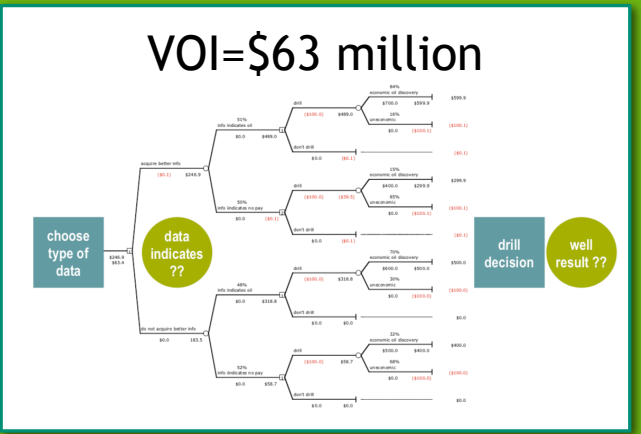 VOI=$63 million
84%
economic oil discovery
$599.9
drill
$700.0 $599.9
($100.0) $489.0
16%
uneconomic
51%
info indicates oil
($100.1)
$0.0 ($100.1)
$0.0 $489.0
don't drill
($0.1)
$0.0 ($0.1)
acquire better info
($0.1) $246.9
15%
economic oil discovery
$299.9
drill
$400.0 $299.9
($100.0) ($39.5)
85%
uneconomic
50%
info indicates no pay
($100.1)
$0.0 ($100.1)
$0.0 ($0.1)
don't drill
($0.1)
$0.0 ($0.1)
choose
type of
data
$246.9
$63.4
data
indicates
??
drill
decision
well
result ??
70%
economic oil discovery
$500.0
drill
$600.0 $500.0
($100.0) $318.8
30%
uneconomic
48%
info indicates oil
($100.0)
$0.0 ($100.0)
$0.0 $318.8
don't drill
$0.0
$0.0 $0.0
do not acquire better info
$0.0 183.5
32%
economic oil discovery
$400.0
drill
$500.0 $400.0
($100.0) $58.7
68%
uneconomic
52%
info indicates no pay
($100.0)
$0.0 ($100.0)
$0.0 $58.7
don't drill
$0.0
$0.0 $0.0